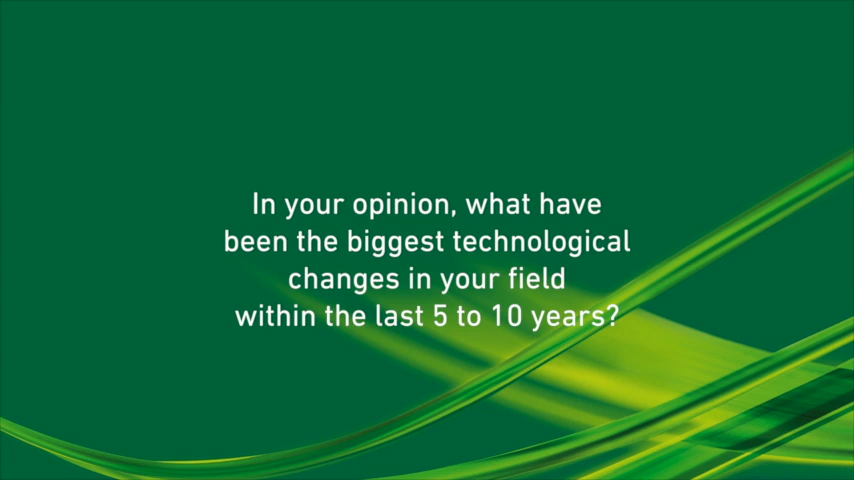 In your opinion, what have
been the biggest technological
changes in your field
within the last 5 to 10 years?